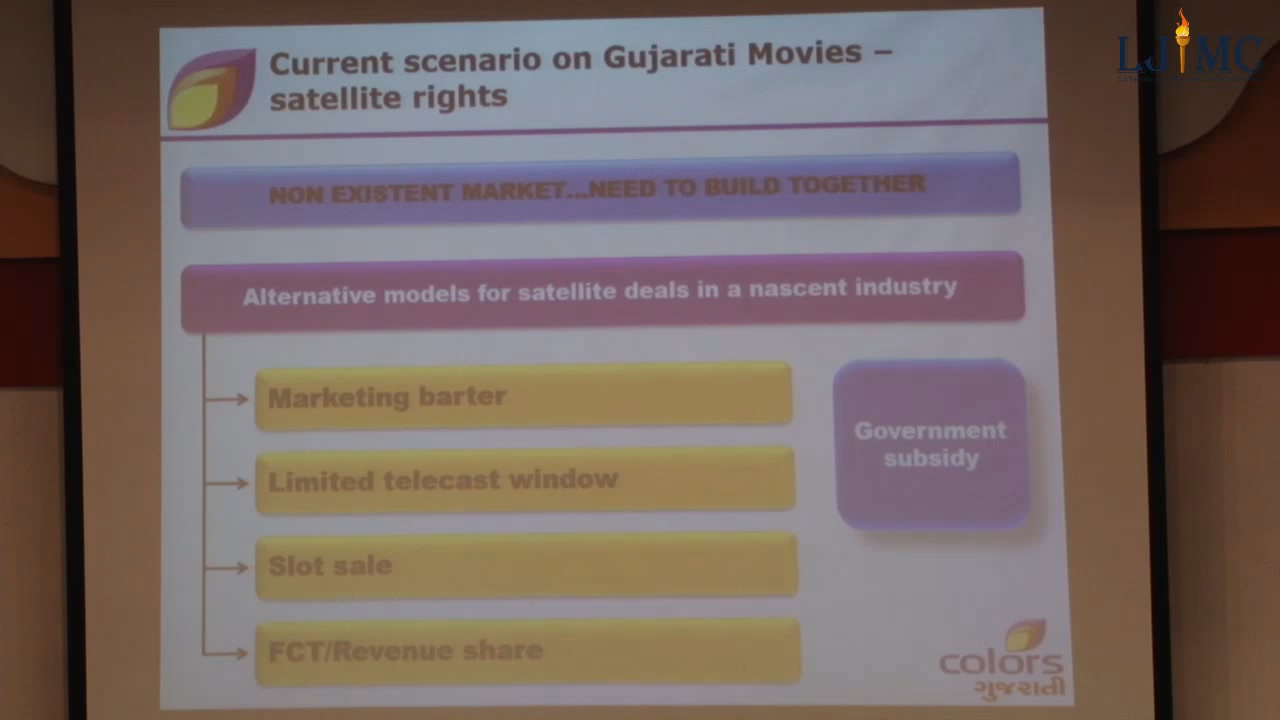 LJIMC
Current scenario on Gujarati Movies –
satellite rights
NON EXISTENT MARKET...NEED TO BUILD TOGETHER
Alternative models for satellite deals in a nascent industry
Marketing barter
Limited telecast window
Slot sale
FCT/Revenue share
Government
subsidy
colors
ગુજરાતી